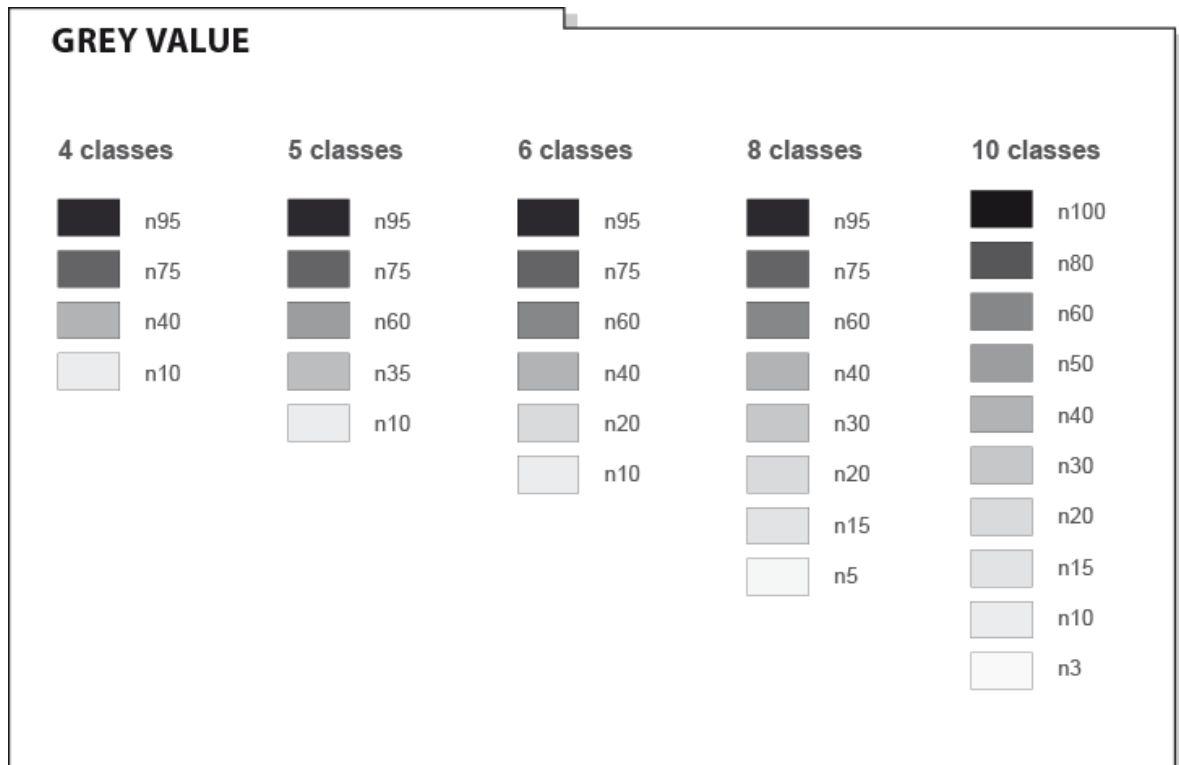 GREY VALUE
4 classes
n95
n75
n40
n10
5 classes
n95
n75
n60
n35
n10
6 classes
n95
n75
n60
n40
n20
n10
8 classes
n95
n75
n60
n40
n30
n20
n15
n5
10 classes
n100
n80
n60
n50
n40
n30
n20
n15
n10
n3